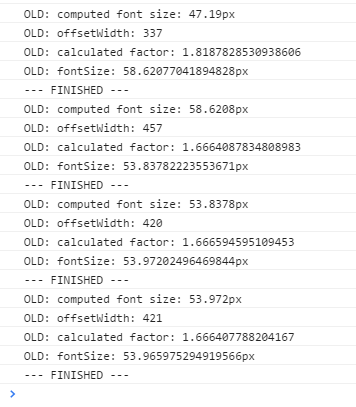 OLD: computed font size: 47.19px
OLD: offsetWidth: 337
OLD: calculated factor: 1.8187828530938606
OLD: fontSize: 58.62077041894828px
--- FINISHED ---
OLD: computed font size: 58.6208px
OLD: offsetWidth: 457
OLD: calculated factor: 1.6664087834808983
OLD: fontSize: 53.83782223553671px
--- FINISHED ---
OLD: computed font size: 53.8378px
OLD: offsetWidth: 420
OLD: calculated factor: 1.666594595109453
OLD: fontSize: 53.97202496469844px
--- FINISHED ---
OLD: computed font size: 53.972px
OLD: offsetWidth: 421
OLD: calculated factor: 1.666407788204167
OLD: fontSize: 53.965975294919566px
--- FINISHED ---